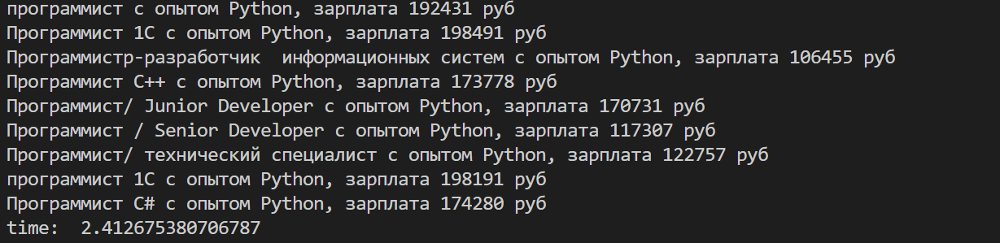 программист с опытом Python, зарплата 192431 руб
Программист 1С с опытом Python, зарплата 198491 руб
Программистр-разработчик  информационных систем с опытом Python, зарплата 106455 руб
Программист C++ с опытом Python, зарплата 173778 руб
Программист/ Junior Developer с опытом Python, зарплата 170731 руб
Программист / Senior Developer с опытом Python, зарплата 117307 руб
Программист/ технический специалист с опытом Python, зарплата 122757 руб
программист 1С с опытом Python, зарплата 198191 руб
Программист C# с опытом Python, зарплата 174280 руб
time:  2.412675380706787